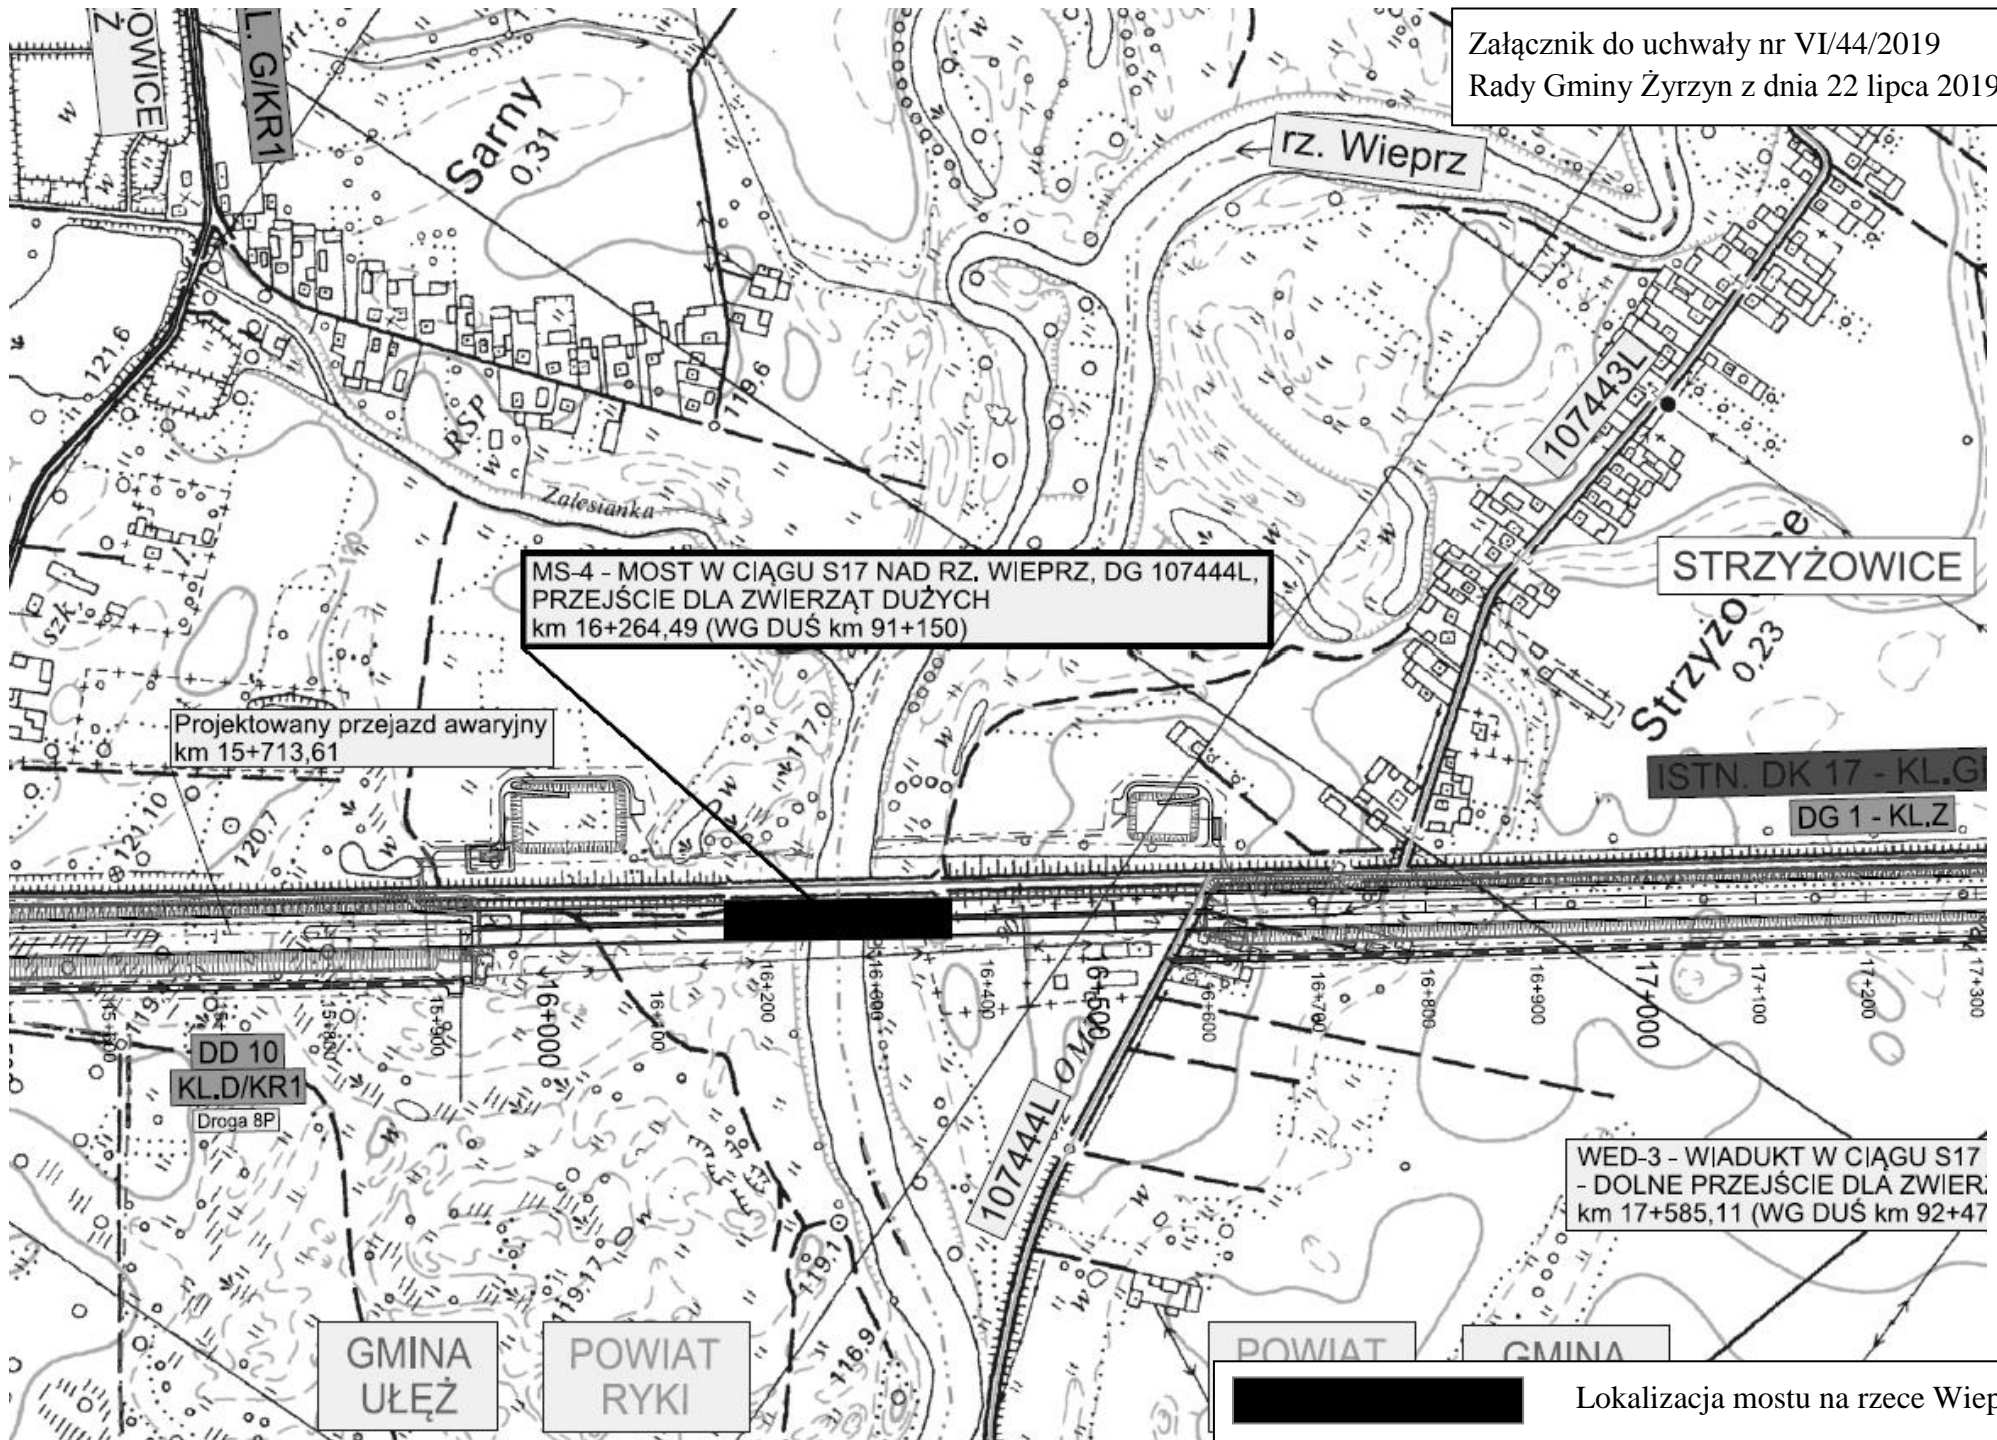 Załącznik do uchwały nr VI/44/2019
Rady Gminy Żyrzyn z dnia 22 lipca 2019
OWICE
Ż
L. G/KR1
Sarny
0,31
rz. Wieprz
121.6
RSP
w
119,6
Zalesianka
107443L
STRZYŻOWICE
0,23
MS-4 - MOST W CIĄGU S17 NAD RZ. WIEPRZ, DG 107444L,
PRZEJŚCIE DLA ZWIERZĄT DUŻYCH
km 16+264,49 (WG DUŚ km 91+150)
szk.
120
Projektowany przejazd awaryjny
km 15+713,61
117.0
121.10
120.7
ISTN. DK 17 - KL.G
DG 1 - KL.Z
15+900
16+000
16+100
16+200
16+400
16+500
16+600
16+700
16+800
16+900
17+000
17+100
17+200
17+300
DD 10
KL.D/KR1
Droga 8P
107444L
WED-3 - WIADUKT W CIĄGU S17
- DOLNE PRZEJŚCIE DLA ZWIER
km 17+585,11 (WG DUŚ km 92+47
119.17
119.1
116.9
GMINA
UŁĘŻ
POWIAT
RYKI
POWIAT
GMINA
Lokalizacja mostu na rzece Wiep